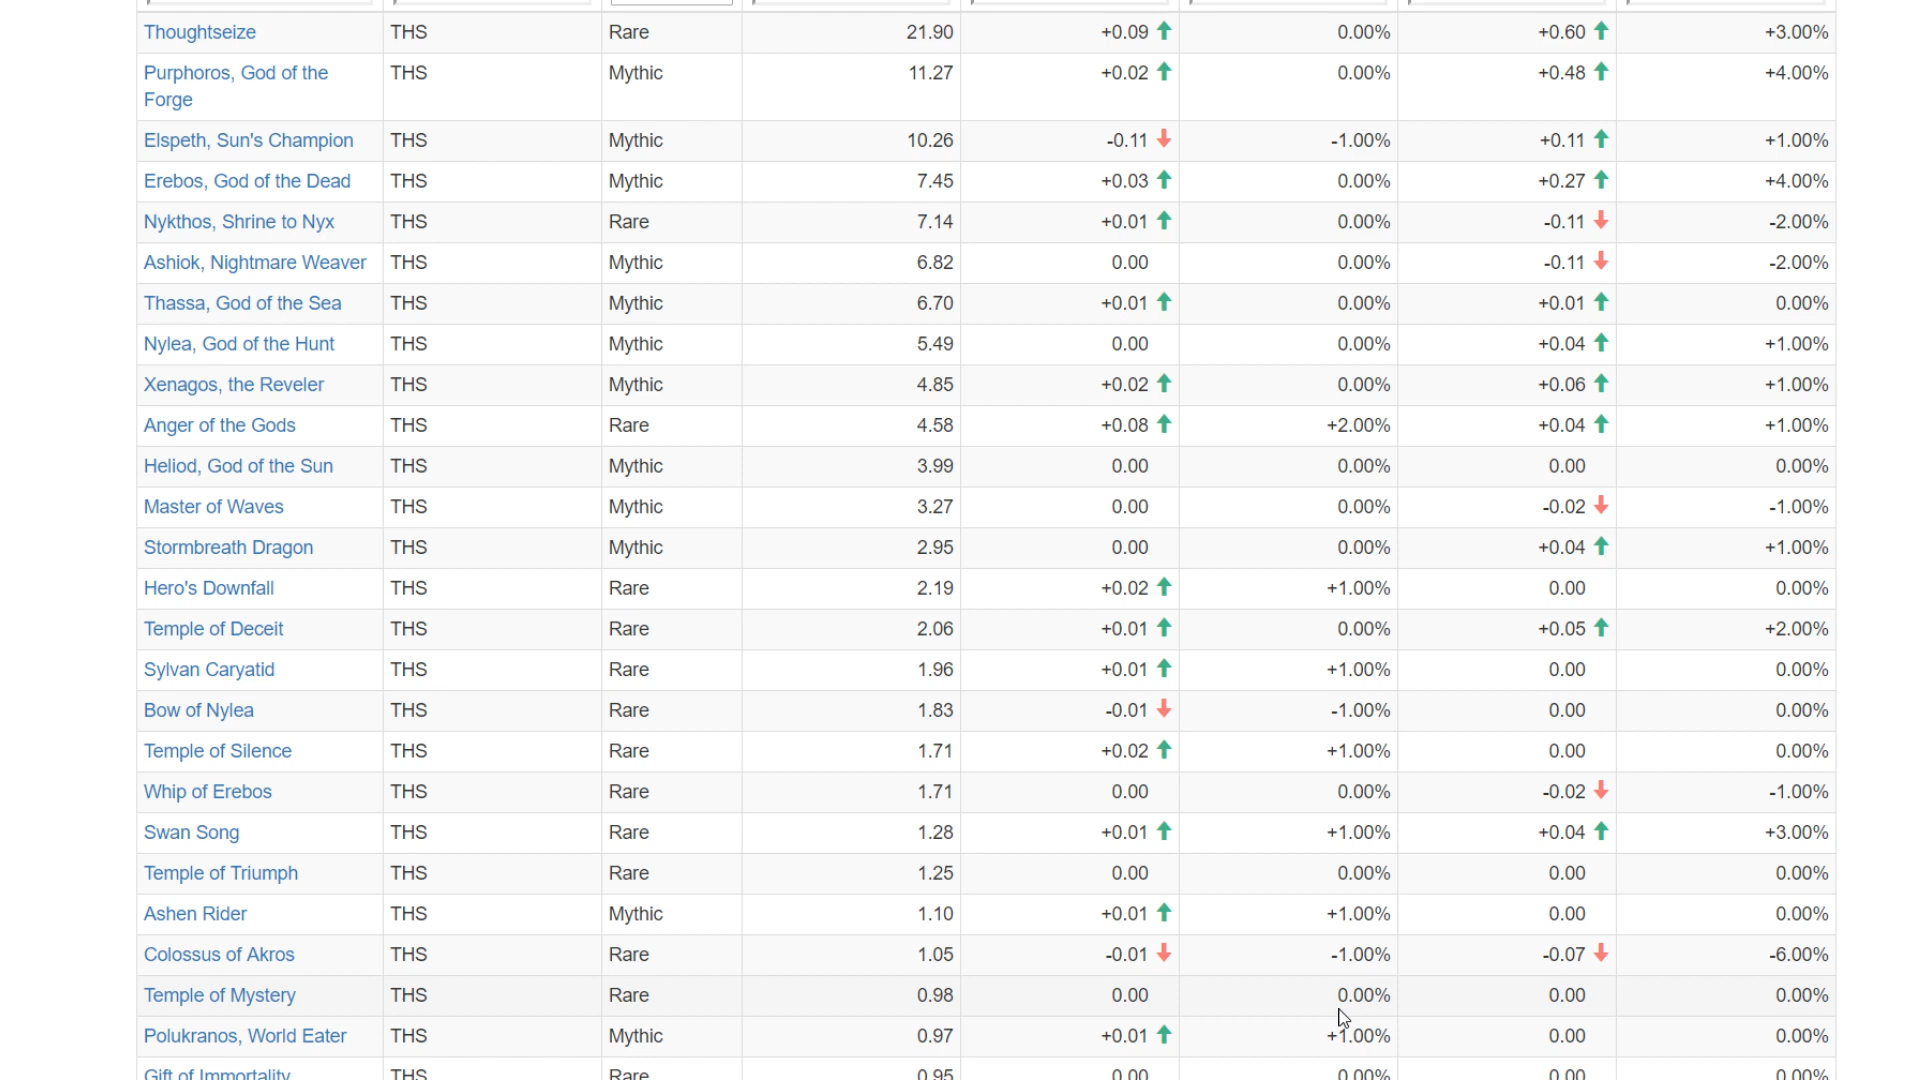 Thoughtseize THS Rare 21.90 +0.09 0.00% +0.60 +3.00%
Purphoros, God of the THS Mythic 11.27 +0.02 0.00% +0.48 +4.00%
Forge
Elspeth, Sun's Champion THS Mythic 10.26 -0.11 -1.00% +0.11 +1.00%
Erebos, God of the Dead THS Mythic 7.45 +0.03 0.00% +0.27 +4.00%
Nykthos, Shrine to Nyx THS Rare 7.14 +0.01 0.00% -0.11 -2.00%
Ashiok, Nightmare Weaver THS Mythic 6.82 0.00 0.00% -0.11 -2.00%
Thassa, God of the Sea THS Mythic 6.70 +0.01 0.00% +0.01 0.00%
Nylea, God of the Hunt THS Mythic 5.49 0.00 0.00% +0.04 +1.00%
Xenagos, the Reveler THS Mythic 4.85 +0.02 0.00% +0.06 +1.00%
Anger of the Gods THS Rare 4.58 +0.08 +2.00% +0.04 +1.00%
Heliod, God of the Sun THS Mythic 3.99 0.00 0.00% 0.00 0.00%
Master of Waves THS Mythic 3.27 0.00 0.00% -0.02 -1.00%
Stormbreath Dragon THS Mythic 2.95 0.00 0.00% +0.04 +1.00%
Hero's Downfall THS Rare 2.19 +0.02 +1.00% 0.00 0.00%
Temple of Deceit THS Rare 2.06 +0.01 0.00% +0.05 +2.00%
Sylvan Caryatid THS Rare 1.96 +0.01 +1.00% 0.00 0.00%
Bow of Nylea THS Rare 1.83 -0.01 -1.00% 0.00 0.00%
Temple of Silence THS Rare 1.71 +0.02 +1.00% 0.00 0.00%
Whip of Erebos THS Rare 1.71 0.00 0.00% -0.02 -1.00%
Swan Song THS Rare 1.28 +0.01 +1.00% +0.04 +3.00%
Temple of Triumph THS Rare 1.25 0.00 0.00% 0.00 0.00%
Ashen Rider THS Mythic 1.10 +0.01 +1.00% 0.00 0.00%
Colossus of Akros THS Rare 1.05 -0.01 -1.00% -0.07 -6.00%
Temple of Mystery THS Rare 0.98 0.00 0.00% 0.00 0.00%
Polukranos, World Eater THS Mythic 0.97 +0.01 +1.00% 0.00 0.00%
Gift of Immortality THS Rare 0.95 0.00 0.00% 0.00 0.00%